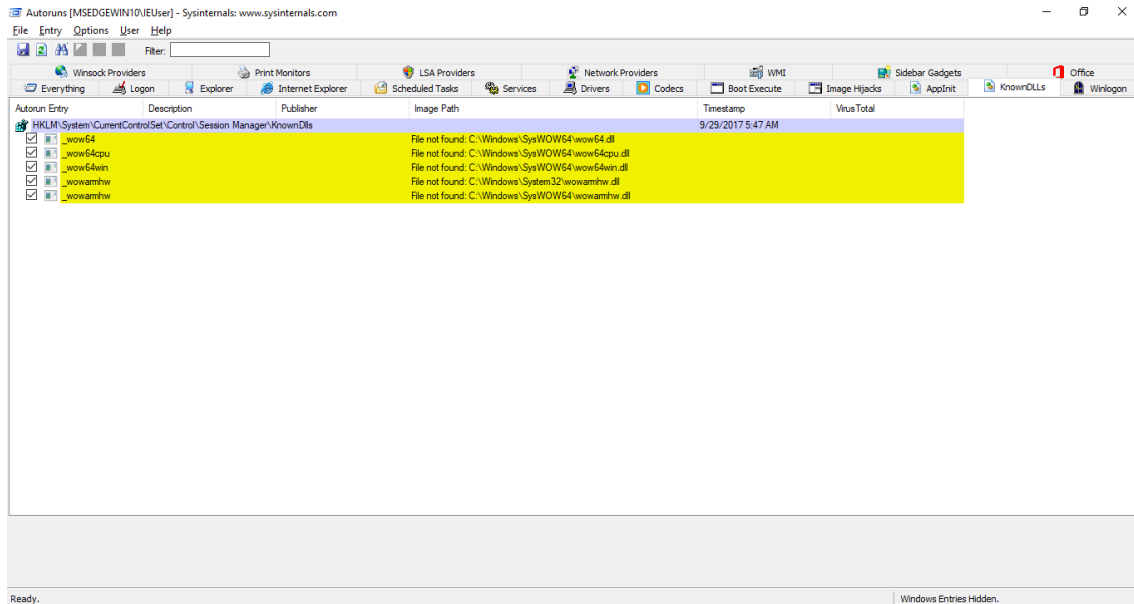 Autoruns [MSEDGEWIN10\IEUser] - Sysinternals: www.sysinternals.com
File Entry Options User Help
Filter:
Winsock Providers Print Monitors LSA Providers Network Providers WMI Sidebar Gadgets Office
Everything Logon Explorer Internet Explorer Scheduled Tasks Services Drivers Codecs Boot Execute Image Hijacks AppInit KnownDLLs Winlogon
Autorun Entry Description Publisher Image Path Timestamp VirusTotal
HKLM\System\CurrentControlSet\Control\Session Manager\KnownDlls 9/29/2017 5:47 AM
_wow64 File not found: C:\Windows\SysWOW64\wow64.dll
_wow64cpu File not found: C:\Windows\SysWOW64\wow64cpu.dll
_wow64win File not found: C:\Windows\SysWOW64\wow64win.dll
_wowarmhw File not found: C:\Windows\System32\wowarmhw.dll
_wowarmhw File not found: C:\Windows\SysWOW64\wowarmhw.dll
Ready. Windows Entries Hidden.